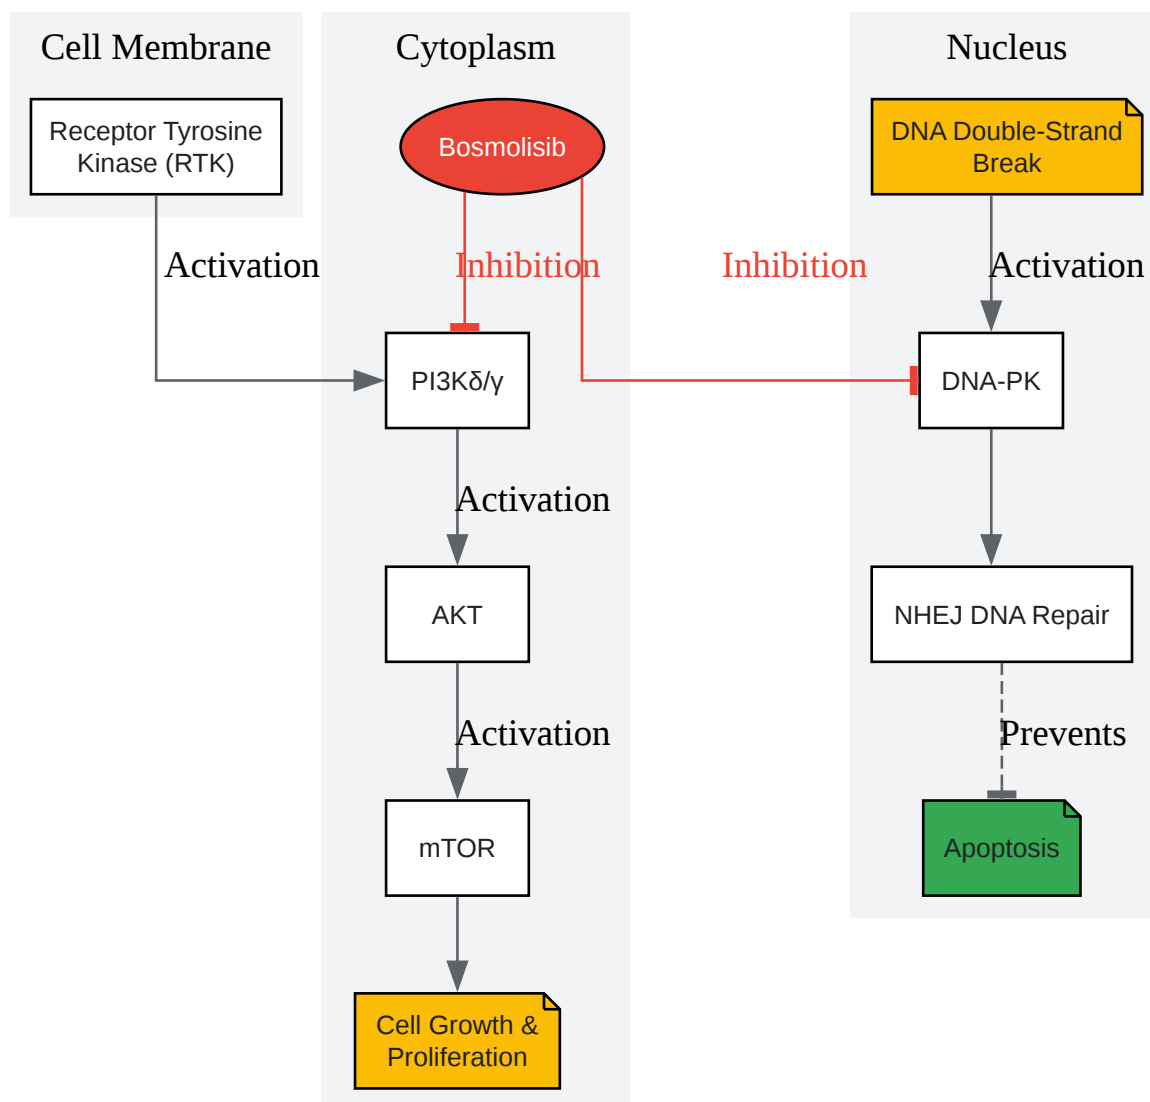 Cell Membrane
Cytoplasm
Nucleus
Receptor Tyrosine
Kinase (RTK)
Bosmolisib
DNA Double-Strand
Break
Activation
Inhibition
Inhibition
Activation
PI3Kδ/γ
DNA-PK
Activation
AKT
NHEJ DNA Repair
Activation
Prevents
mTOR
Apoptosis
Cell Growth &
Proliferation